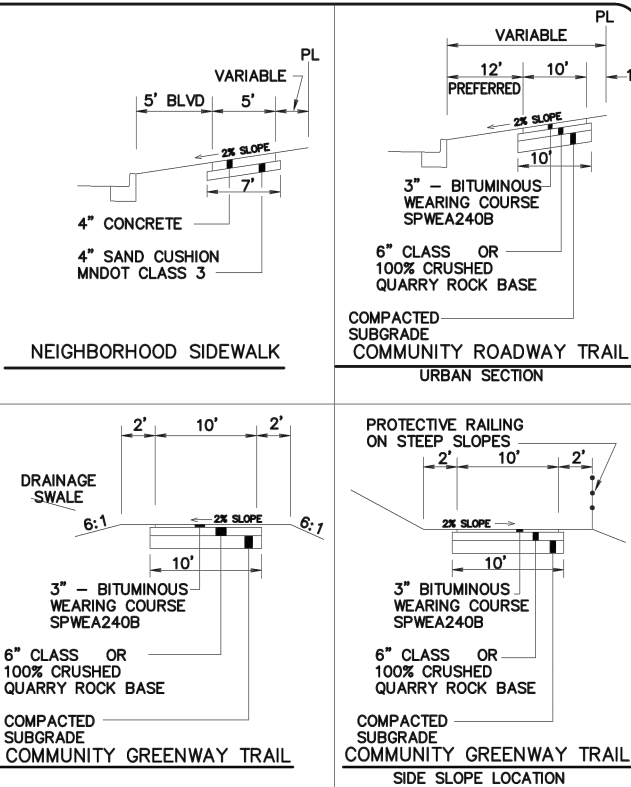 PL
VARIABLE
5' BLVD
5'
2% SLOPE
7'
4" CONCRETE
4" SAND CUSHION
MNDOT CLASS 3
NEIGHBORHOOD SIDEWALK
PL
VARIABLE
12'
10'
1
PREFERRED
2% SLOPE
10'
3" - BITUMINOUS
WEARING COURSE
SPWEA240B
6" CLASS OR
100% CRUSHED
QUARRY ROCK BASE
COMPACTED
SUBGRADE
COMMUNITY ROADWAY TRAIL
URBAN SECTION
2'
10'
2'
DRAINAGE
SWALE
6:1
2% SLOPE
6:1
10'
3" - BITUMINOUS
WEARING COURSE
SPWEA240B
6" CLASS OR
100% CRUSHED
QUARRY ROCK BASE
COMPACTED
SUBGRADE
COMMUNITY GREENWAY TRAIL
PROTECTIVE RAILING
ON STEEP SLOPES
2'
10'
2'
2% SLOPE
10'
3" BITUMINOUS
WEARING COURSE
SPWEA240B
6" CLASS OR
100% CRUSHED
QUARRY ROCK BASE
COMPACTED
SUBGRADE
COMMUNITY GREENWAY TRAIL
SIDE SLOPE LOCATION